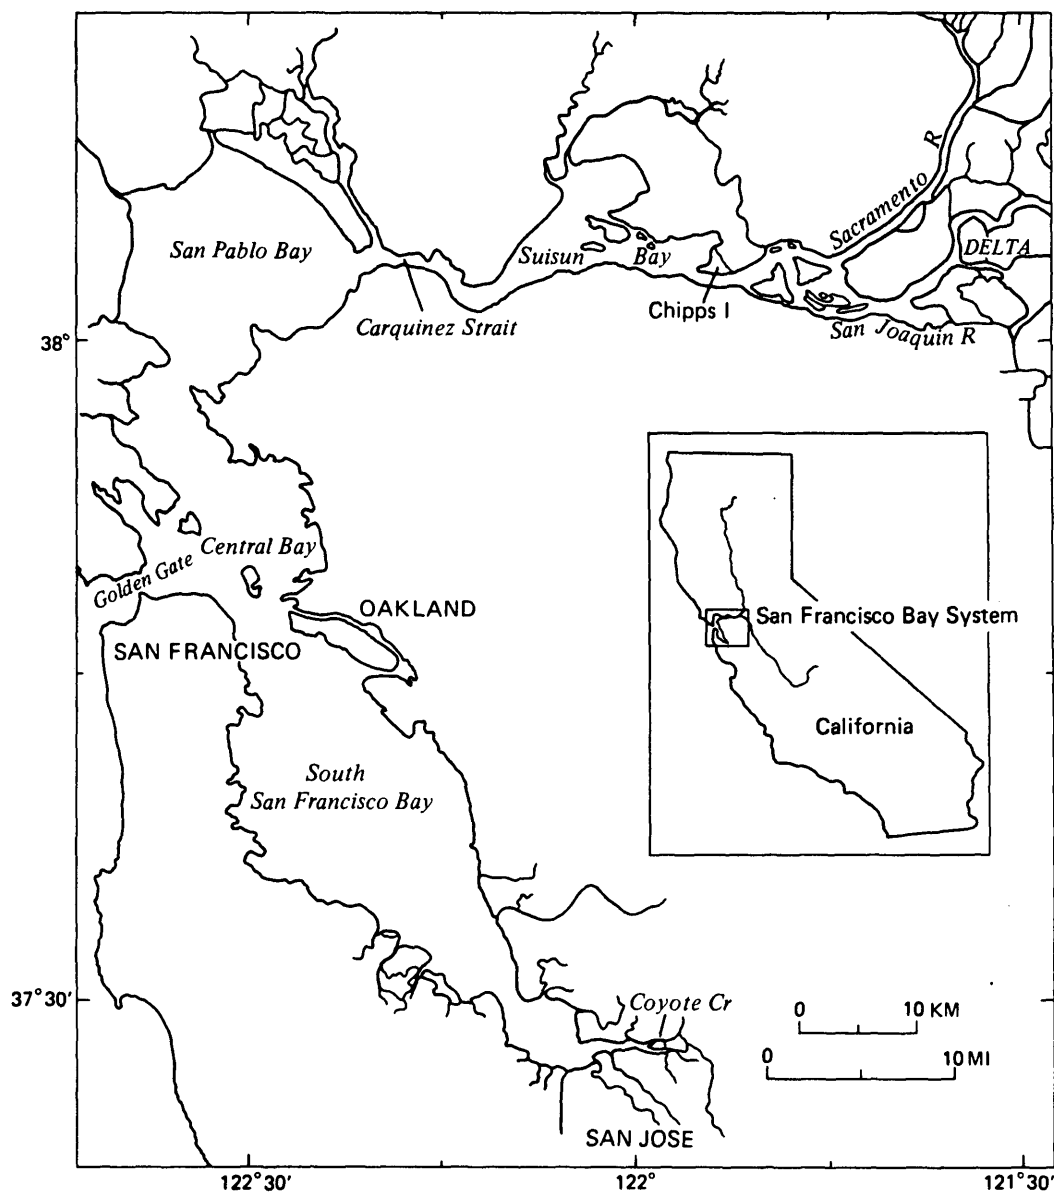 R
Sacramento
DELTA
San Pablo Bay
Suisun Bay
Chipps I
Carquinez Strait
San Joaquin R
38°
Central Bay
Golden Gate
OAKLAND
SAN FRANCISCO
San Francisco Bay System
California
South
San Francisco Bay
37°30′
Coyote Cr
0 10 KM
0 10 MI
SAN JOSE
122°30′ 122° 121°30′